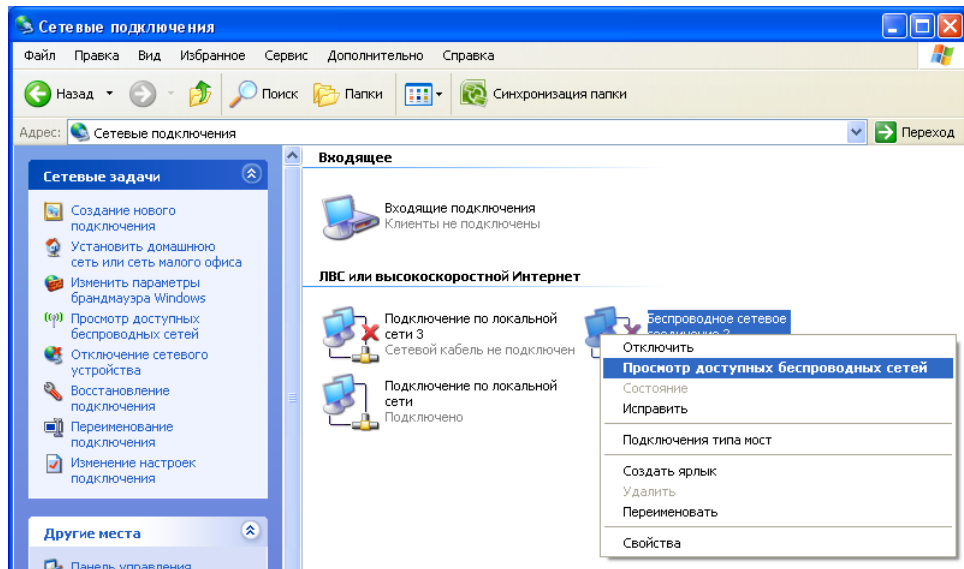 Сетевые подключения
Файл Правка Вид Избранное Сервис Дополнительно Справка
Назад Поиск Папки Синхронизация папки
Адрес: Сетевые подключения Переход
Сетевые задачи
Создание нового
подключения
Установить домашнюю
сеть или сеть малого офиса
Изменить параметры
брандмауэра Windows
Просмотр доступных
беспроводных сетей
Отключение сетевого
устройства
Восстановление
подключения
Переименование
подключения
Изменение настроек
подключения
Другие места
Панель управления
Входящее
Входящие подключения
Клиенты не подключены
ЛВС или высокоскоростной Интернет
Подключение по локальной
сети 3
Сетевой кабель не подключен
Подключение по локальной
сети
Подключено
Беспроводное сетевое
соединение 2
Отключить
Просмотр доступных беспроводных сетей
Состояние
Исправить
Подключения типа мост
Создать ярлык
Удалить
Переименовать
Свойства